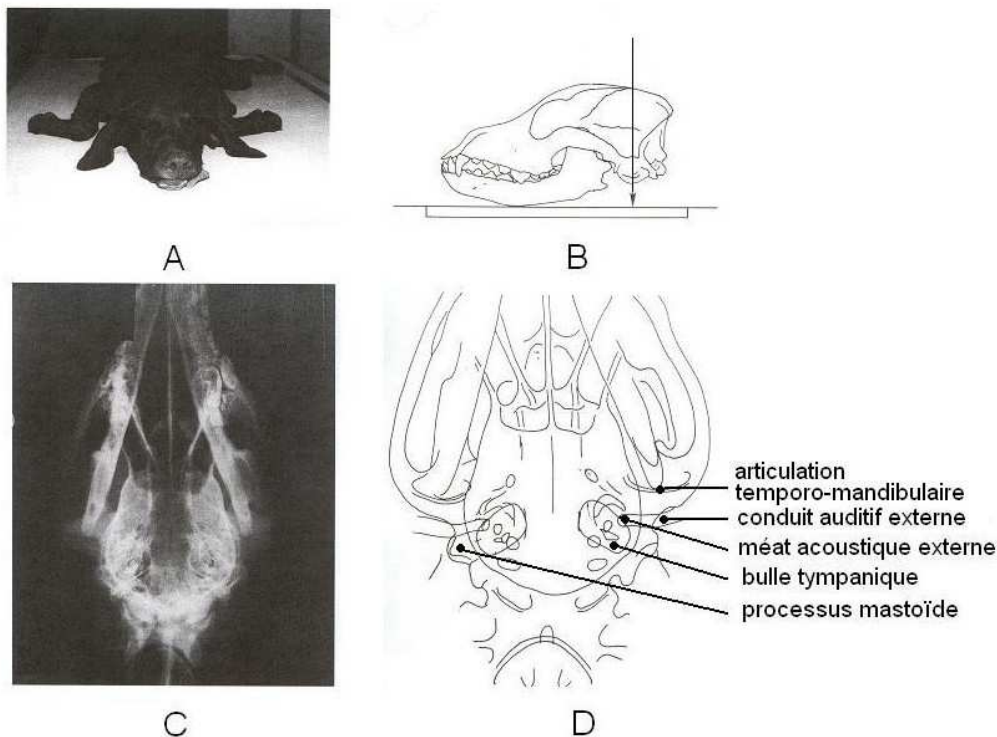 A
B
articulation
temporo-mandibulaire
conduit auditif externe
méat acoustique externe
bulle tympanique
processus mastoïde
C
D